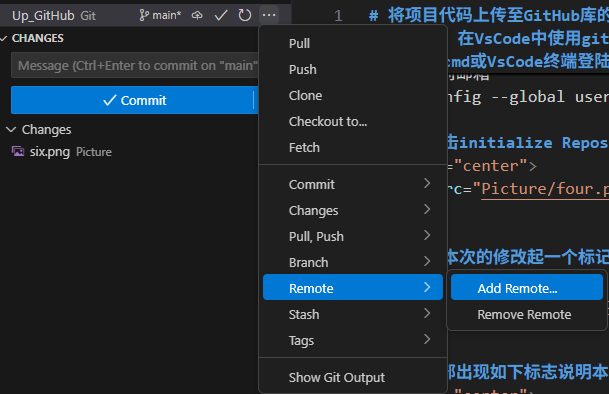 Up_GitHub Git main*
CHANGES
Message (Ctrl+Enter to commit on "main"
Commit
Changes
six.png Picture
Pull
Push
Clone
Checkout to...
Fetch
Commit
Changes
Pull, Push
Branch
Remote
Stash
Tags
Show Git Output
Add Remote...
Remove Remote
1 # 将项目代码上传至GitHub库的
在VsCode中使用git
cmd或VsCode终端登陆
邮箱
nfig --global user
击initialize Repos
="center">
rc="Picture/four.p
本次的修改起一个标记
部出现如下标志说明本
"center">